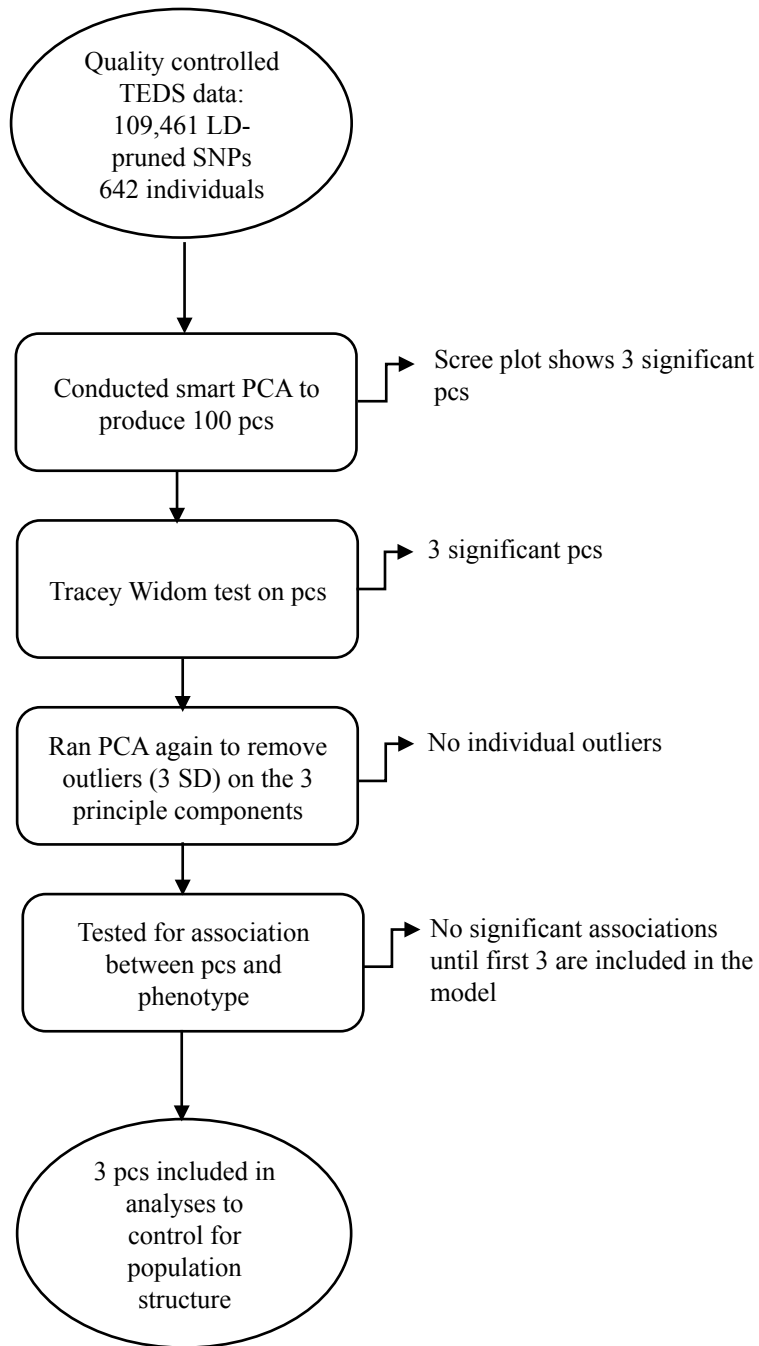 Quality controlled
TEDS data:
109,461 LD-
pruned SNPs
642 individuals
Conducted smart PCA to
produce 100 pcs
Scree plot shows 3 significant
pcs
Tracey Widom test on pcs
3 significant pcs
Ran PCA again to remove
outliers (3 SD) on the 3
principle components
No individual outliers
Tested for association
between pcs and
phenotype
No significant associations
until first 3 are included in the
model
3 pcs included in
analyses to
control for
population
structure